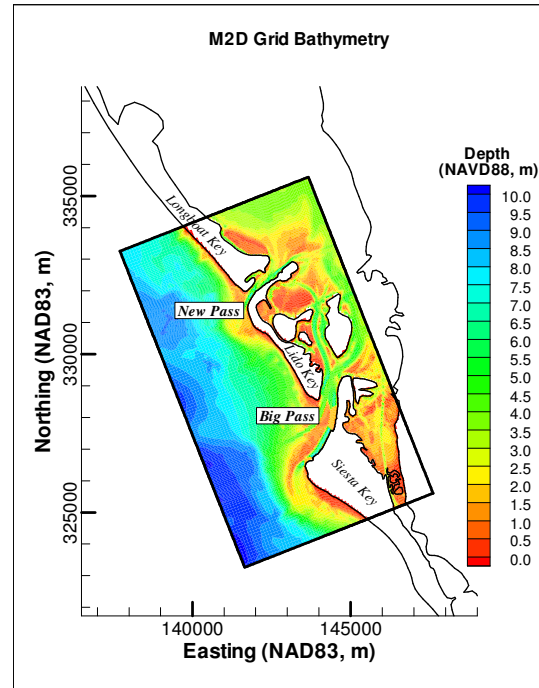 M2D Grid Bathymetry
Depth
(NAVD88, m)
10.0
9.5
9.0
8.5
8.0
7.5
7.0
6.5
6.0
5.5
5.0
4.5
4.0
3.5
3.0
2.5
2.0
1.5
1.0
0.5
0.0
Longboat Key
New Pass
Lido Key
Big Pass
Siesta Key
335000
330000
325000
Northing (NAD83, m)
140000
145000
Easting (NAD83, m)